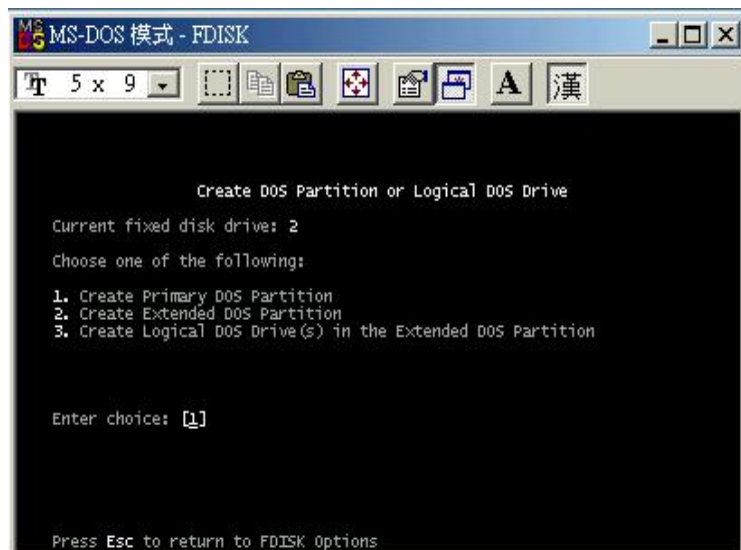 MS-DOS 模式 - FDISK
5 x 9
A
漢
Create DOS Partition or Logical DOS Drive
Current fixed disk drive: 2
Choose one of the following:
1. Create Primary DOS Partition
2. Create Extended DOS Partition
3. Create Logical DOS Drive(s) in the Extended DOS Partition
Enter choice: [1]
Press Esc to return to FDISK Options